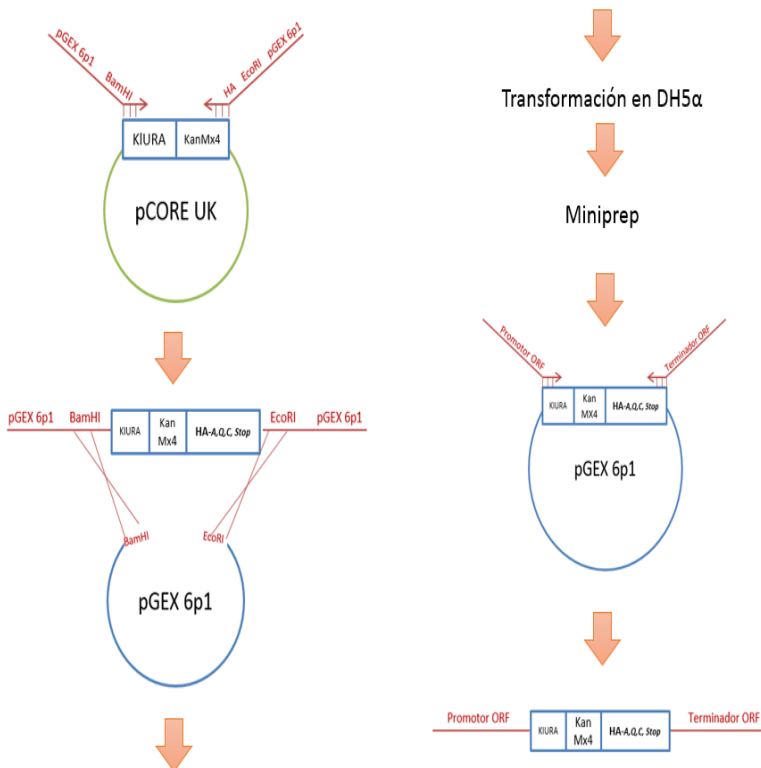 pGEX 6p1
BamHI
HA EcoRI pGEX 6p1
KlURA
KanMx4
pCORE UK
pGEX 6p1
BamHI
KlURA
Kan
Mx4
HA-A,Q,C, Stop
EcoRI
pGEX 6p1
BamHI
EcoRI
pGEX 6p1
Transformación en DH5α
Miniprep
Promotor ORF
Terminador ORF
KlURA
Kan
MX4
HA-A,Q,C, Stop
pGEX 6p1
Promotor ORF
KlURA
Kan
Mx4
HA-A,Q,C, Stop
Terminador ORF